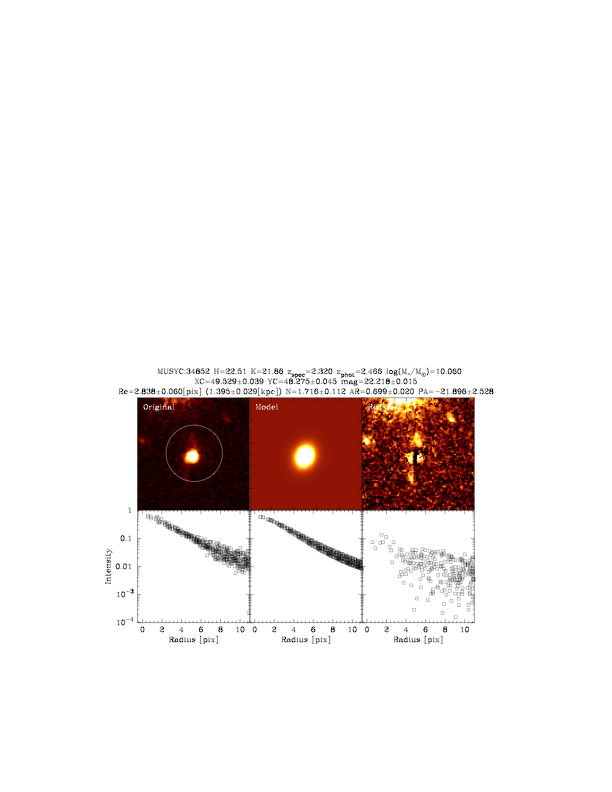 MUSYC:34852 H=22.51 K=21.86 z_spec=2.320 z_phot=2.466 log(M_*/M_☉)=10.060
XC=49.529±0.039 YC=48.275±0.045 mag=22.218±0.015
Re=2.838±0.060[pix] (1.395±0.029[kpc]) N=1.716±0.112 AR=0.699±0.020 PA=−21.896±2.528
Original Model
1
0.1
0.01
10⁻³
10⁻⁴
Intensity
0 2 4 6 8 10 0 2 4 6 8 10 0 2 4 6 8 10
Radius [pix] Radius [pix] Radius [pix]